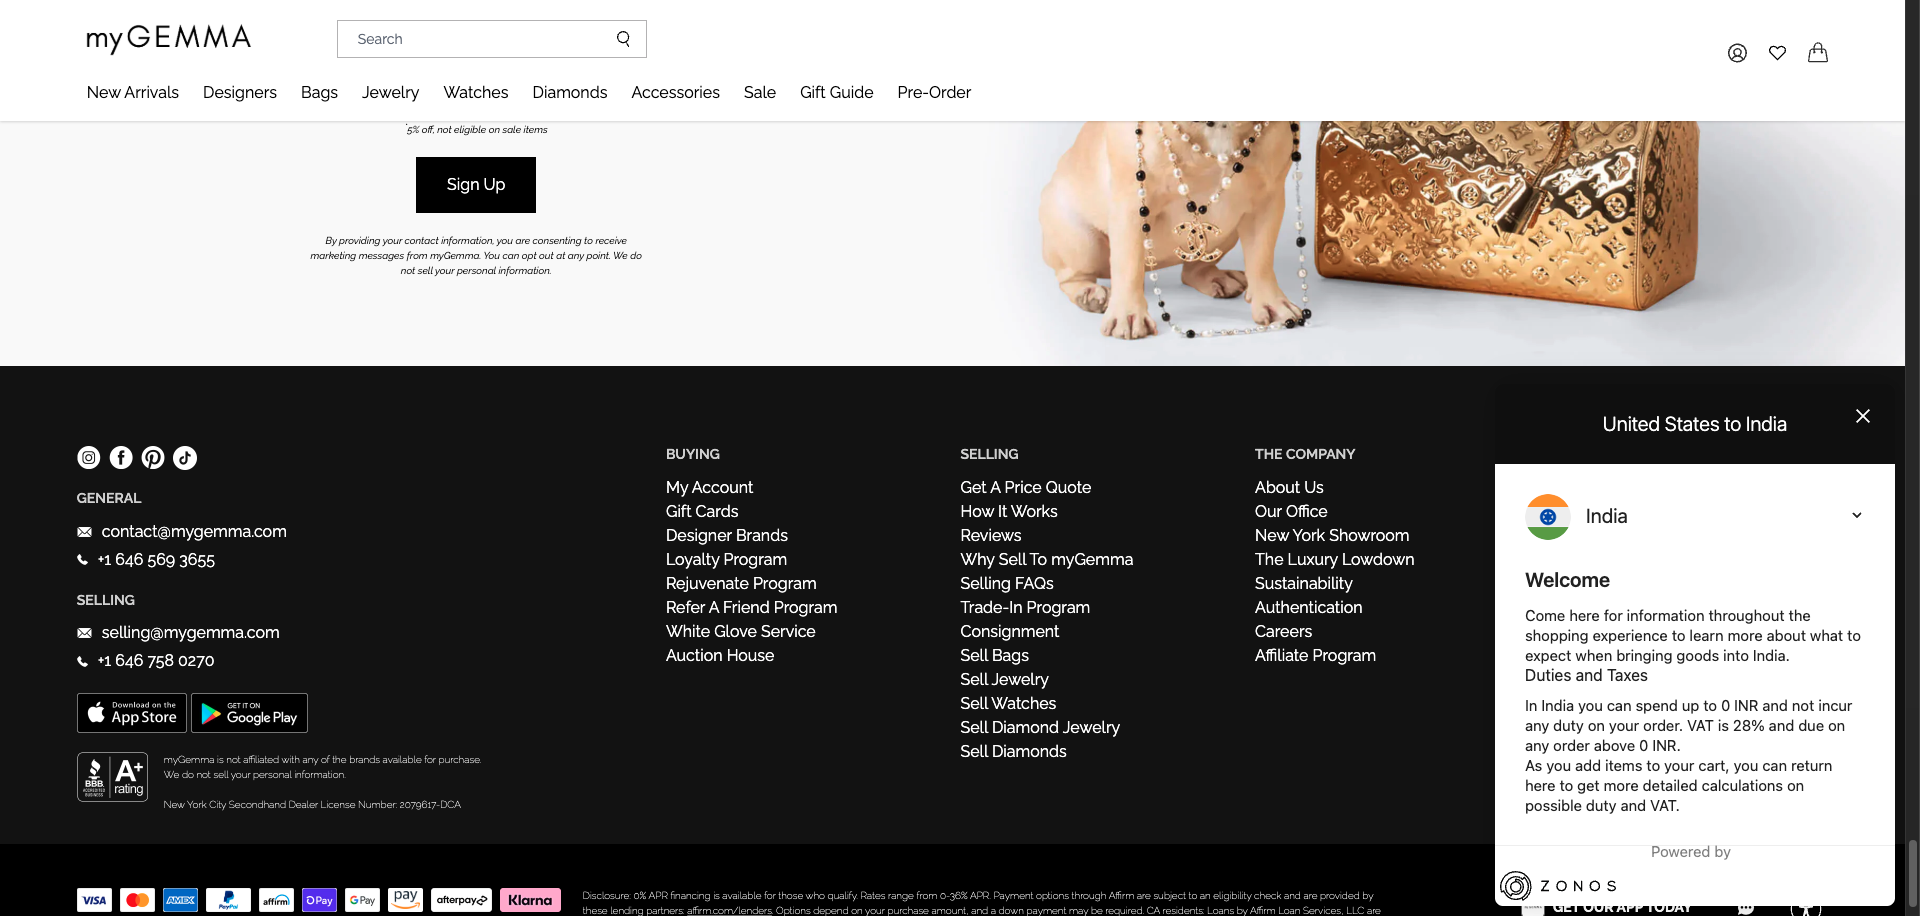 myGEMMA
Search
New Arrivals
Designers
Bags
Jewelry
Watches
Diamonds
Accessories
Sale
Gift Guide
Pre-Order
*5% off, not eligible on sale items
Sign Up
By providing your contact information, you are consenting to receive
marketing messages from myGemma. You can opt out at any point. We do
not sell your personal information.
GENERAL
contact@mygemma.com
+1 646 569 3655
SELLING
selling@mygemma.com
+1 646 758 0270
Download on the
App Store
GET IT ON
Google Play
BBB
ACCREDITED
BUSINESS
A+
rating
myGemma is not affiliated with any of the brands available for purchase.
We do not sell your personal information.
New York City Secondhand Dealer License Number: 2079617-DCA
BUYING
My Account
Gift Cards
Designer Brands
Loyalty Program
Rejuvenate Program
Refer A Friend Program
White Glove Service
Auction House
SELLING
Get A Price Quote
How It Works
Reviews
Why Sell To myGemma
Selling FAQs
Trade-In Program
Consignment
Sell Bags
Sell Jewelry
Sell Watches
Sell Diamond Jewelry
Sell Diamonds
THE COMPANY
About Us
Our Office
New York Showroom
The Luxury Lowdown
Sustainability
Authentication
Careers
Affiliate Program
United States to India
India
Welcome
Come here for information throughout the
shopping experience to learn more about what to
expect when bringing goods into India.
Duties and Taxes
In India you can spend up to 0 INR and not incur
any duty on your order. VAT is 28% and due on
any order above 0 INR.
As you add items to your cart, you can return
here to get more detailed calculations on
possible duty and VAT.
Powered by
ZONOS
GET OUR APP TODAY
VISA
AMEX
PayPal
affirm
Pay
G Pay
pay
afterpay
Klarna
Disclosure: 0% APR financing is available for those who qualify. Rates range from 0-36% APR. Payment options through Affirm are subject to an eligibility check and are provided by
these lending partners: affirm.com/lenders. Options depend on your purchase amount, and a down payment may be required. CA residents: Loans by Affirm Loan Services, LLC are